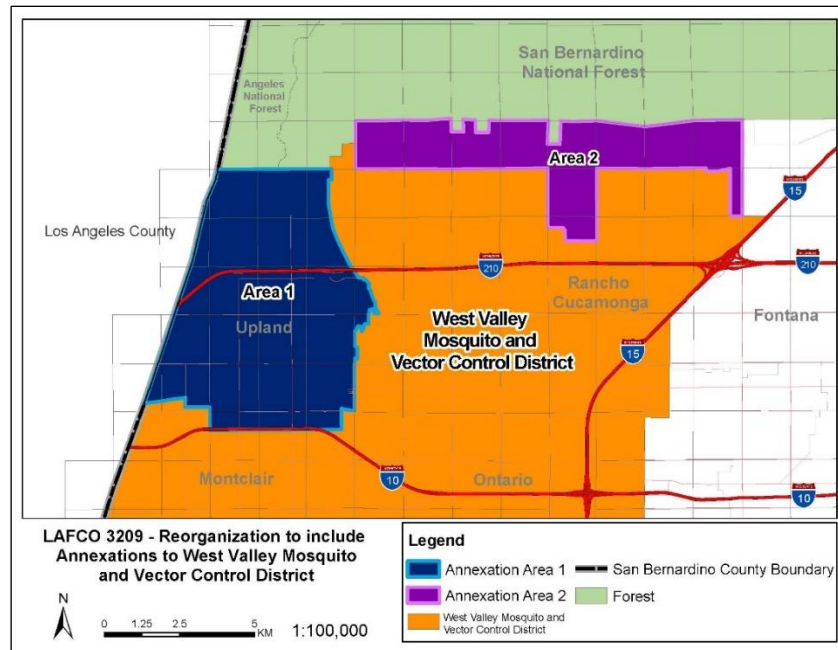 San Bernardino
National Forest
Angeles
National
Forest
Area 2
15
Los Angeles County
210
210
Area 1
Rancho
Cucamonga
Upland
West Valley
Mosquito and
Vector Control District
Fontana
15
Montclair
10
Ontario
10
LAFCO 3209 - Reorganization to include
Annexations to West Valley Mosquito
and Vector Control District
N
0 1.25 2.5 5
KM
1:100,000
Legend
Annexation Area 1
San Bernardino County Boundary
Annexation Area 2
Forest
West Valley Mosquito and
Vector Control District